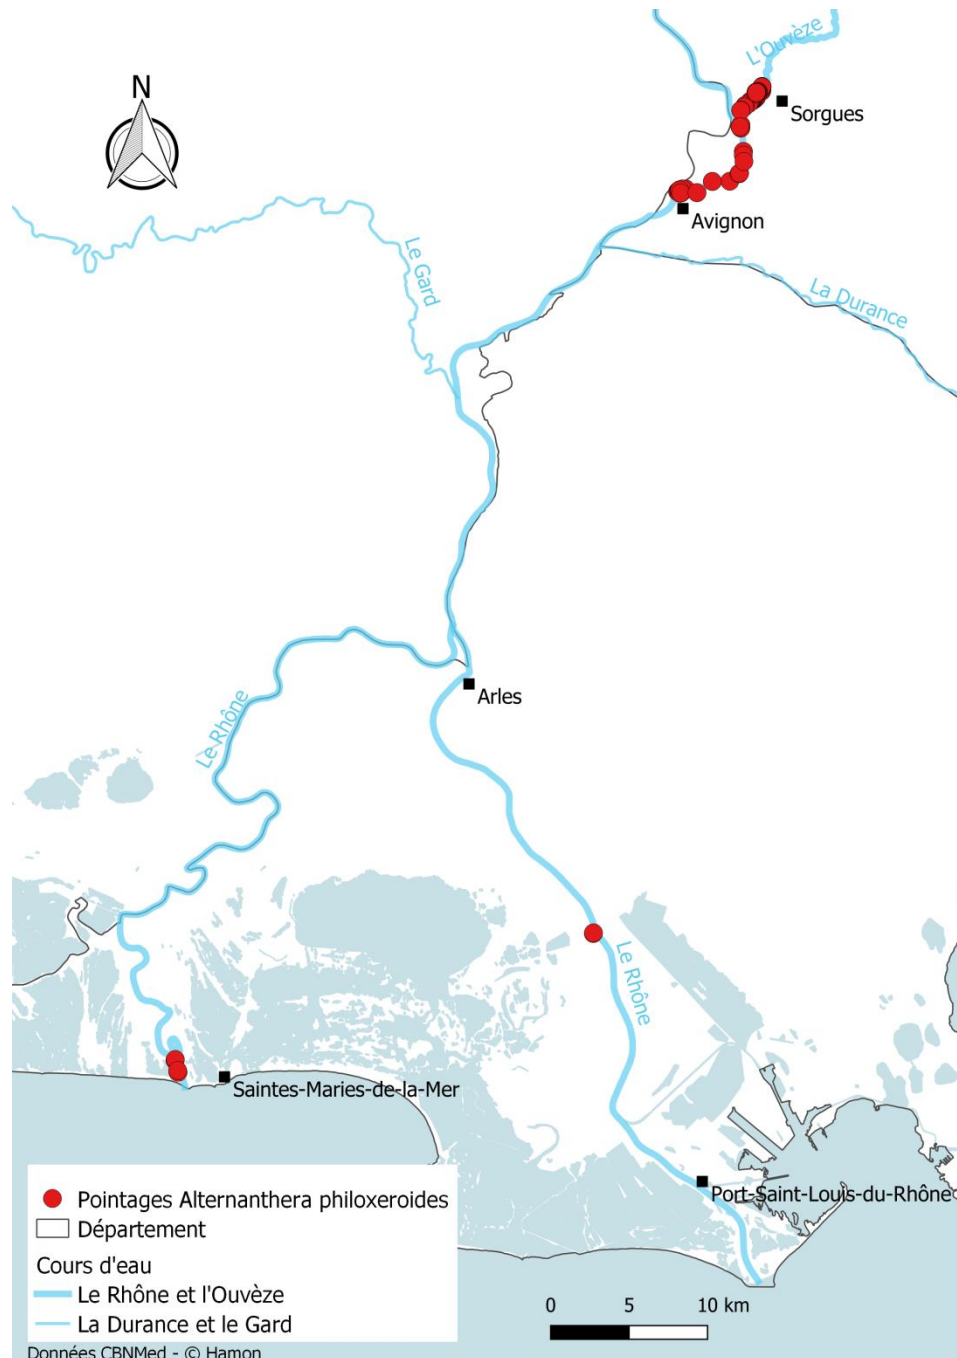 L'Ouvèze
N
Sorgues
Avignon
Le Gard
La Durance
Arles
Le Rhône
Le Rhône
Saintes-Maries-de-la-Mer
Port-Saint-Louis-du-Rhône
Pointages Alternanthera philoxeroides
Département
Cours d'eau
Le Rhône et l'Ouvèze
La Durance et le Gard
0 5 10 km
Données CBNMed - © Hamon